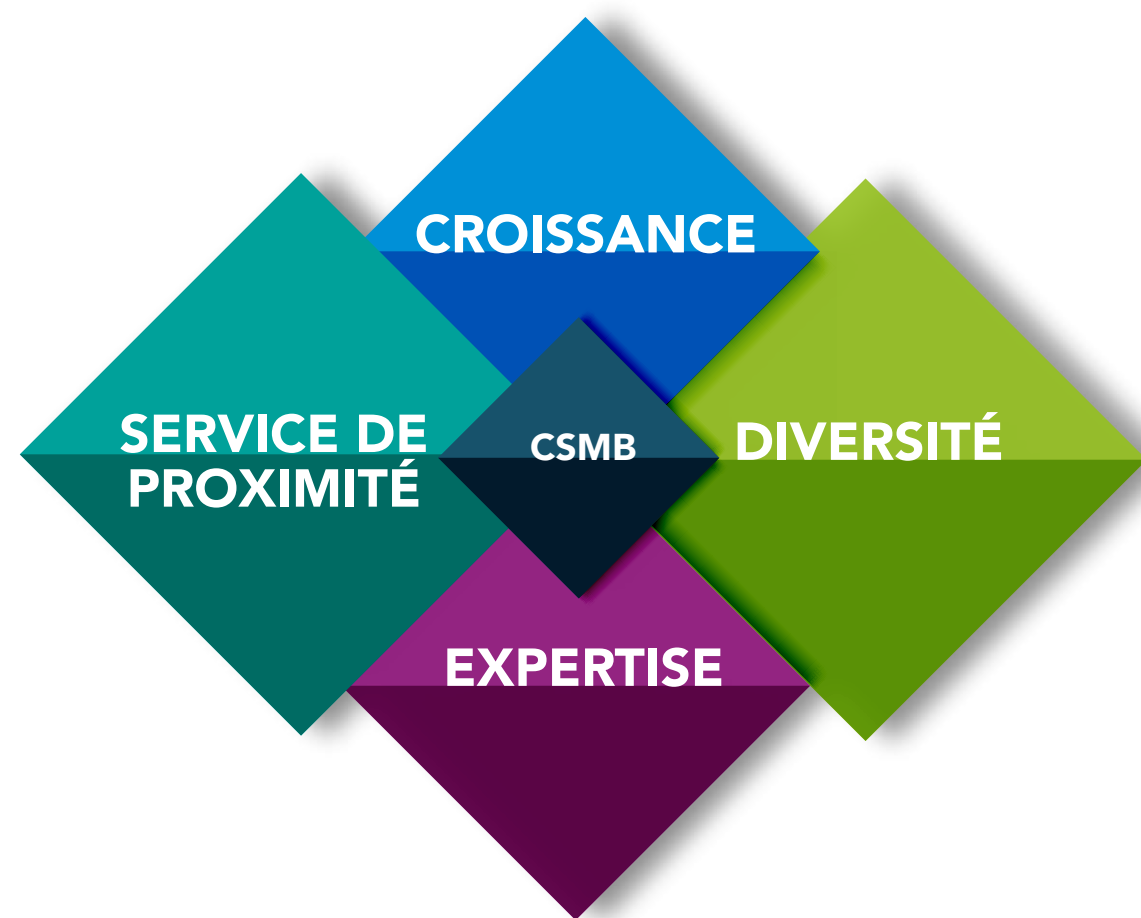 CROISSANCE
SERVICE DE
PROXIMITÉ
CSMB
DIVERSITÉ
EXPERTISE